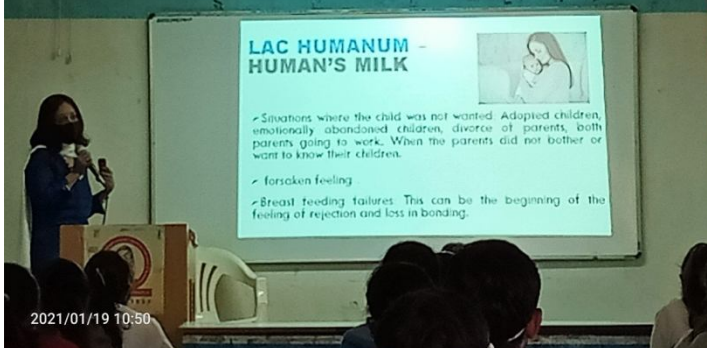 LAC HUMANUM –
HUMAN'S MILK
Situations where the child was not wanted. Adopted children,
emotionally abandoned children, divorce of parents, both
parents going to work. When the parents did not bother or
want to know their children.
forsaken feeling
Breast feeding failures. This can be the beginning of the
feeling of rejection and loss in bonding.
2021/01/19 10:50